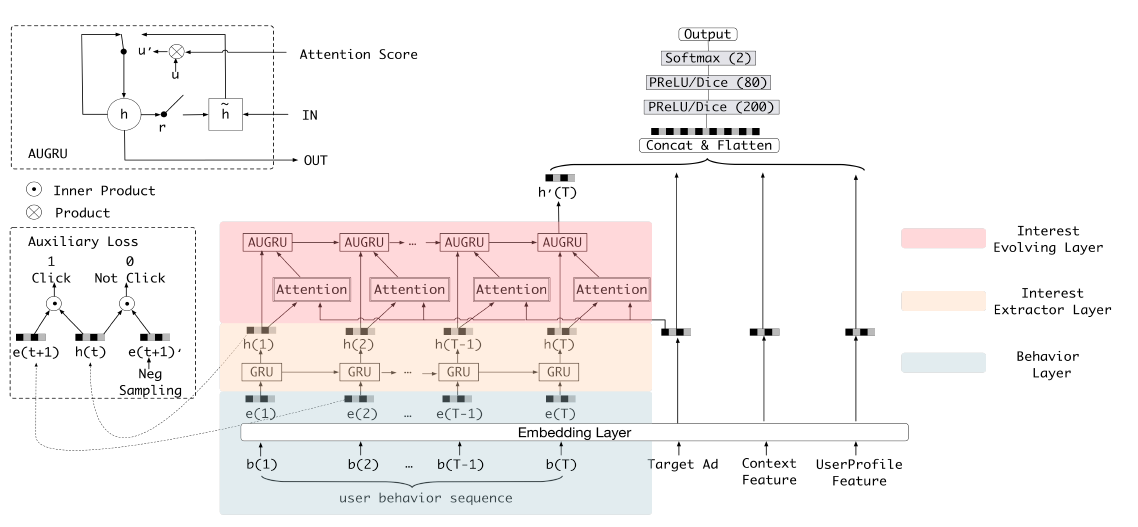 u′
u
Attention Score
h
r
h̃
IN
AUGRU
OUT
Inner Product
Product
Auxiliary Loss
1
Click
0
Not Click
e(t+1)
h(t)
e(t+1)′
Neg
Sampling
Output
Softmax (2)
PReLU/Dice (80)
PReLU/Dice (200)
Concat & Flatten
h′(T)
AUGRU
AUGRU
…
AUGRU
AUGRU
Attention
Attention
Attention
Attention
h(1)
h(2)
h(T-1)
h(T)
GRU
GRU
…
GRU
GRU
e(1)
e(2)
…
e(T-1)
e(T)
Embedding Layer
b(1)
b(2)
…
b(T-1)
b(T)
user behavior sequence
Target Ad
Context
Feature
UserProfile
Feature
Interest
Evolving Layer
Interest
Extractor Layer
Behavior
Layer